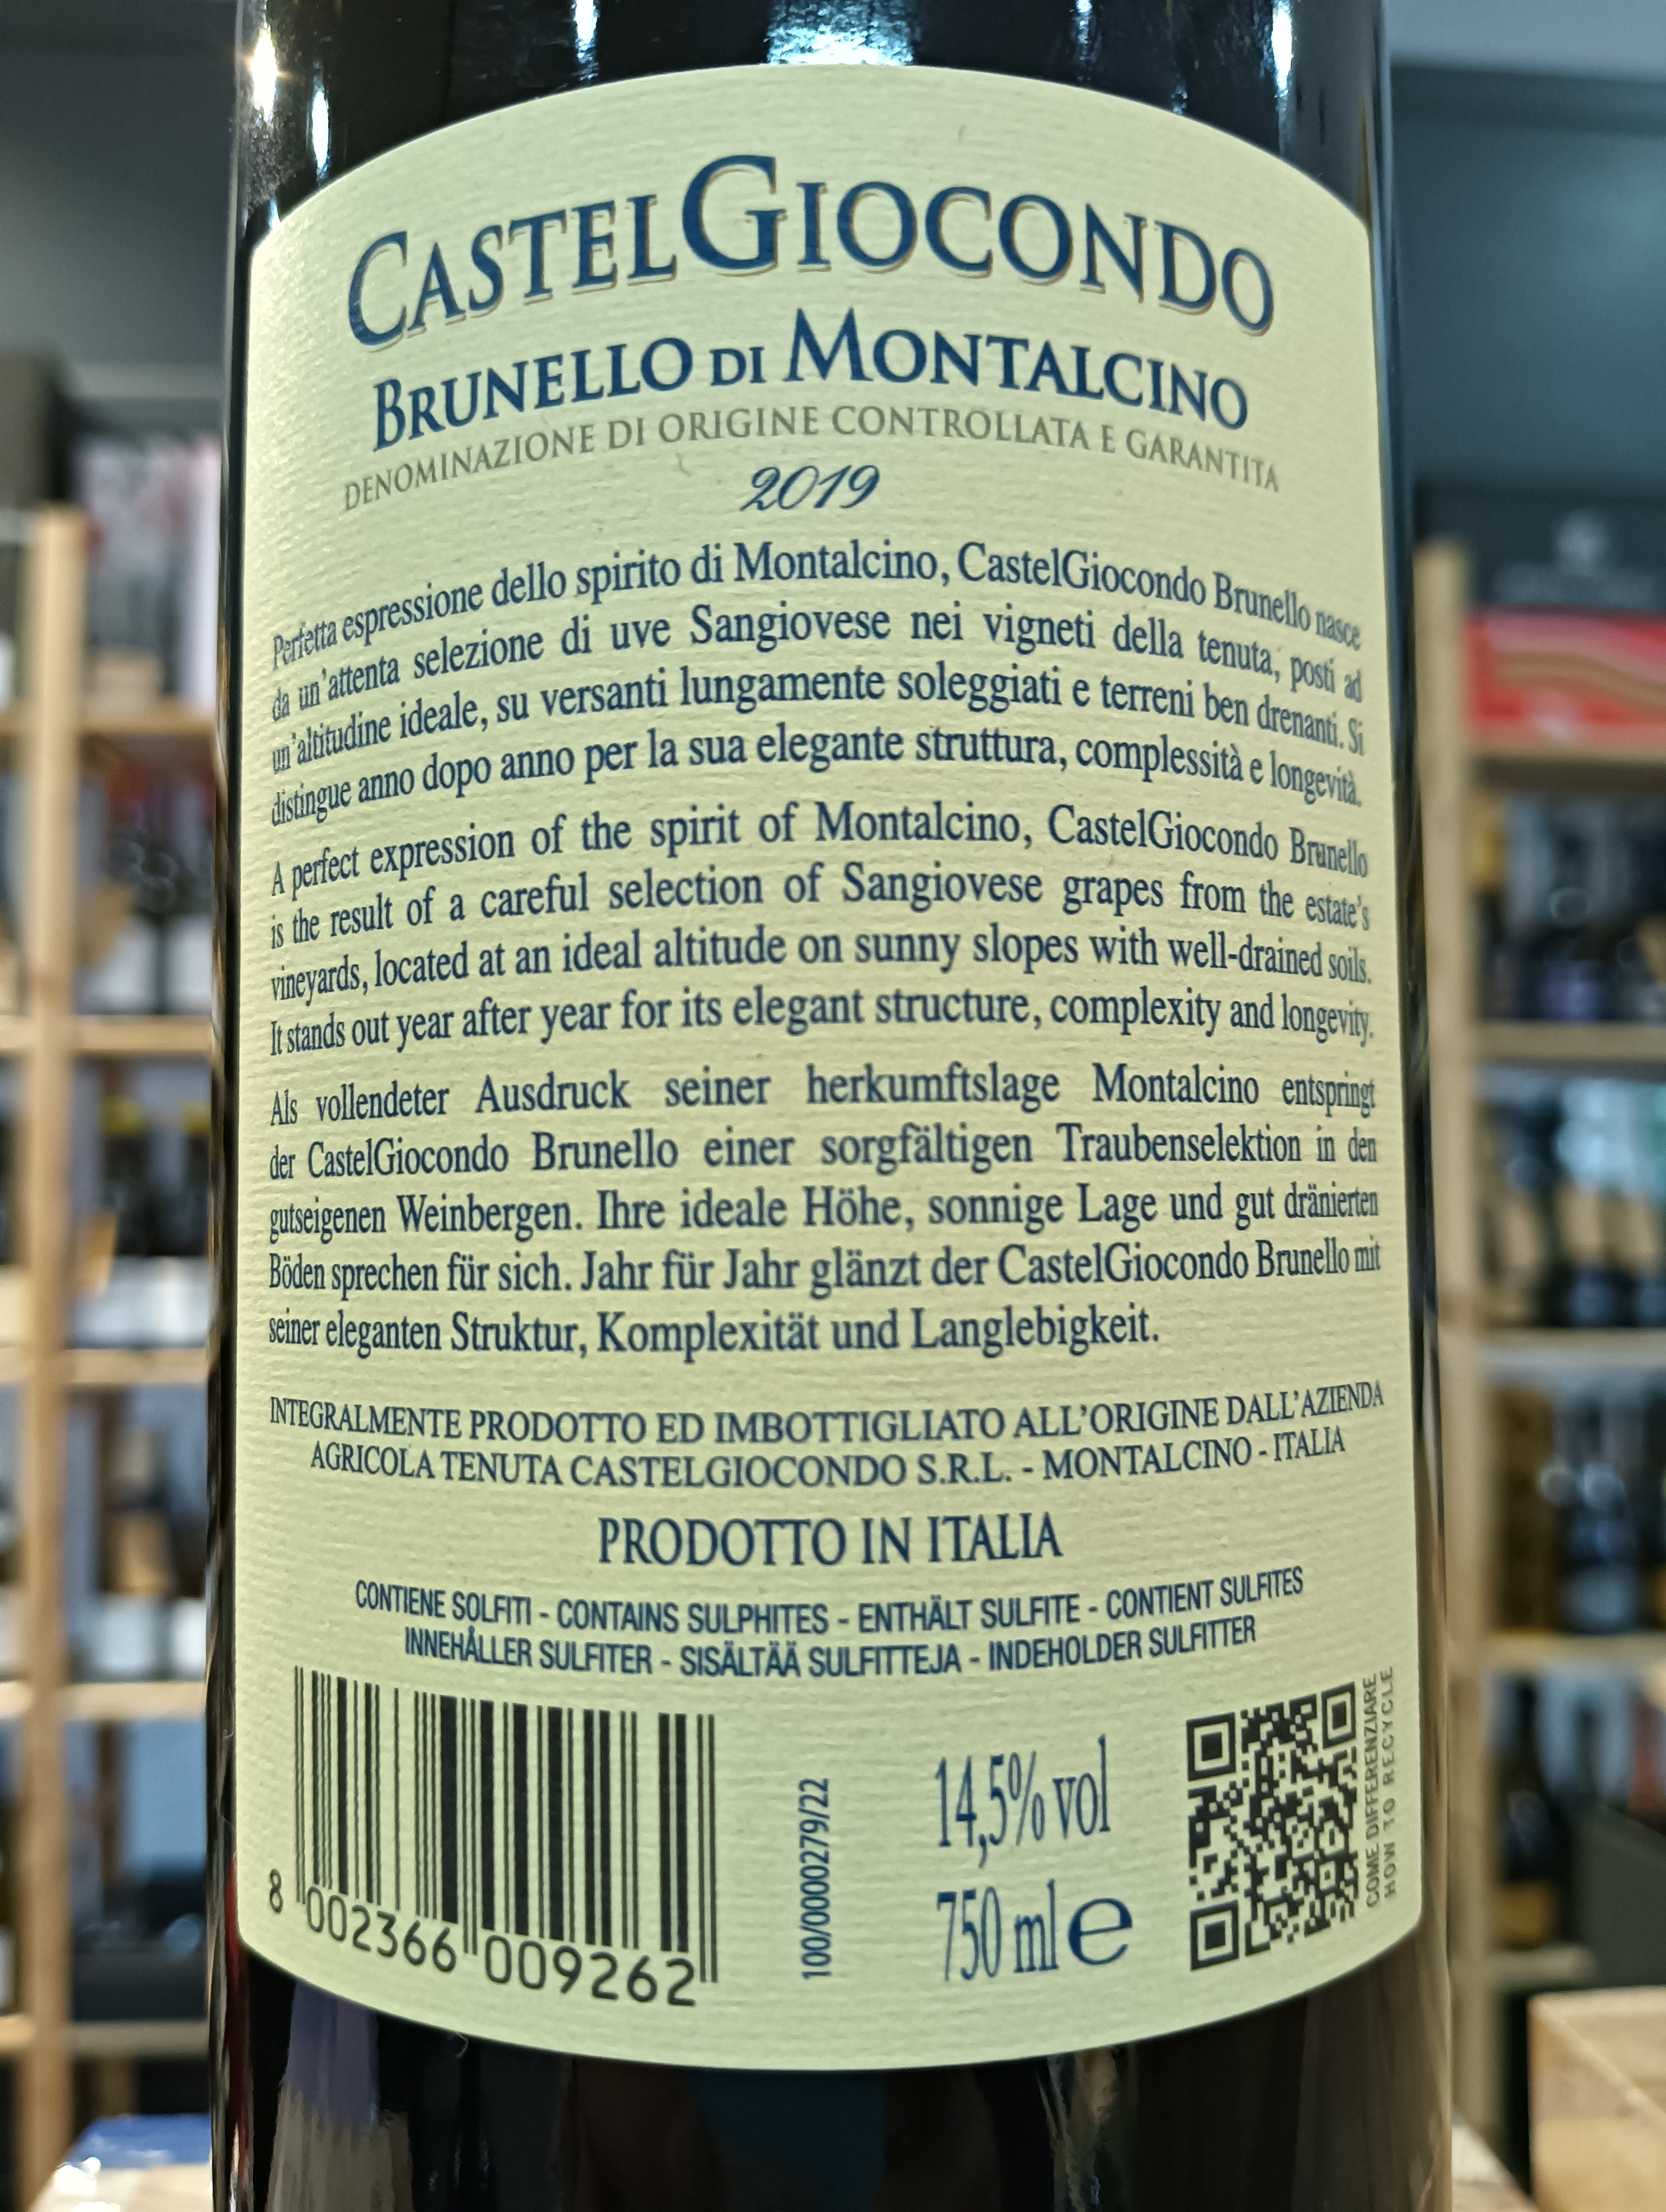 CASTELGIOCONDO
BRUNELLO DI MONTALCINO
DENOMINAZIONE DI ORIGINE CONTROLLATA E GARANTITA
2019
Perfetta espressione dello spirito di Montalcino, CastelGiocondo Brunello nasce
da un'attenta selezione di uve Sangiovese nei vigneti della tenuta, posti ad
un'altitudine ideale, su versanti lungamente soleggiati e terreni ben drenanti. Si
distingue anno dopo anno per la sua elegante struttura, complessità e longevità.
A perfect expression of the spirit of Montalcino, CastelGiocondo Brunello
is the result of a careful selection of Sangiovese grapes from the estate's
vineyards, located at an ideal altitude on sunny slopes with well-drained soils.
It stands out year after year for its elegant structure, complexity and longevity.
Als vollendeter Ausdruck seiner herkumftslage Montalcino entspringt
der CastelGiocondo Brunello einer sorgfältigen Traubenselektion in den
gutseigenen Weinbergen. Ihre ideale Höhe, sonnige Lage und gut dränierten
Böden sprechen für sich. Jahr für Jahr glänzt der CastelGiocondo Brunello mit
seiner eleganten Struktur, Komplexität und Langlebigkeit.
INTEGRALMENTE PRODOTTO ED IMBOTTIGLIATO ALL'ORIGINE DALL'AZIENDA
AGRICOLA TENUTA CASTELGIOCONDO S.R.L. - MONTALCINO - ITALIA
PRODOTTO IN ITALIA
CONTIENE SOLFITI - CONTAINS SULPHITES - ENTHÄLT SULFITE - CONTIENT SULFITES
INNEHÅLLER SULFITER - SISÄLTÄÄ SULFITTEJA - INDEHOLDER SULFITTER
8 002366 009262
100/0000279/22
14,5% vol
750 ml e
COME DIFFERENZIARE
HOW TO RECYCLE